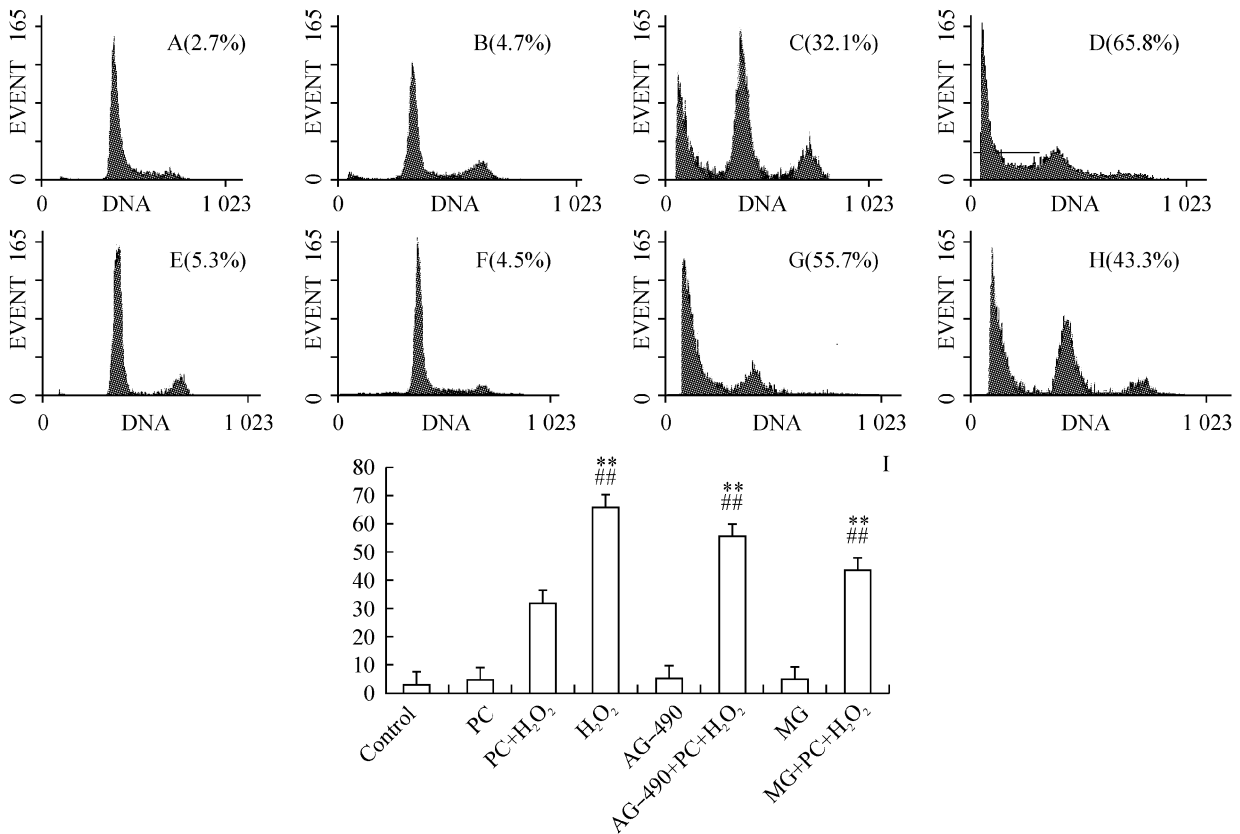 165
EVENT
0
A(2.7%)
0
DNA
1 023
165
EVENT
0
B(4.7%)
0
DNA
1 023
165
EVENT
0
C(32.1%)
0
DNA
1 023
165
EVENT
0
D(65.8%)
0
DNA
1 023
165
EVENT
0
E(5.3%)
0
DNA
1 023
165
EVENT
0
F(4.5%)
0
DNA
1 023
165
EVENT
0
G(55.7%)
0
DNA
1 023
165
EVENT
0
H(43.3%)
0
DNA
1 023
I
80
70
60
50
40
30
20
10
0
**
##
**
##
**
##
Control
PC
PC+H₂O₂
H₂O₂
AG-490
AG-490+PC+H₂O₂
MG
MG+PC+H₂O₂